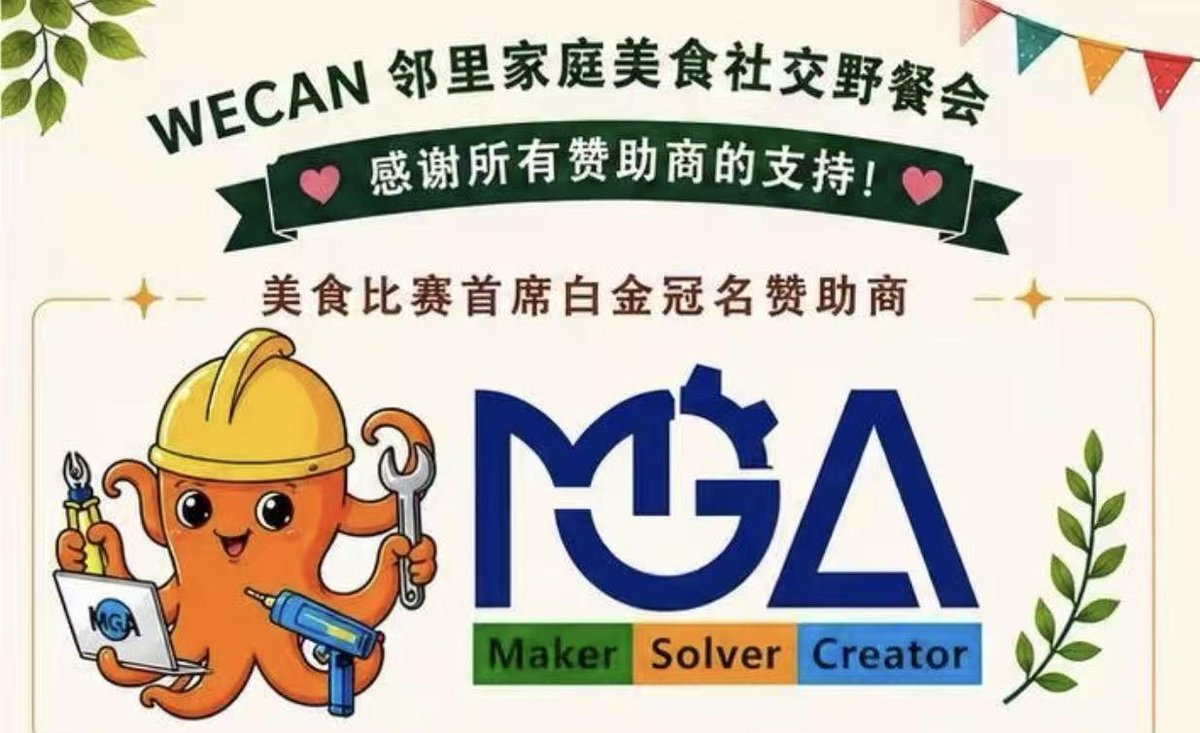 WECAN 邻里家庭美食社交野餐会
感谢所有赞助商的支持！
美食比赛首席白金冠名赞助商
MGA
MGA
Maker Solver Creator